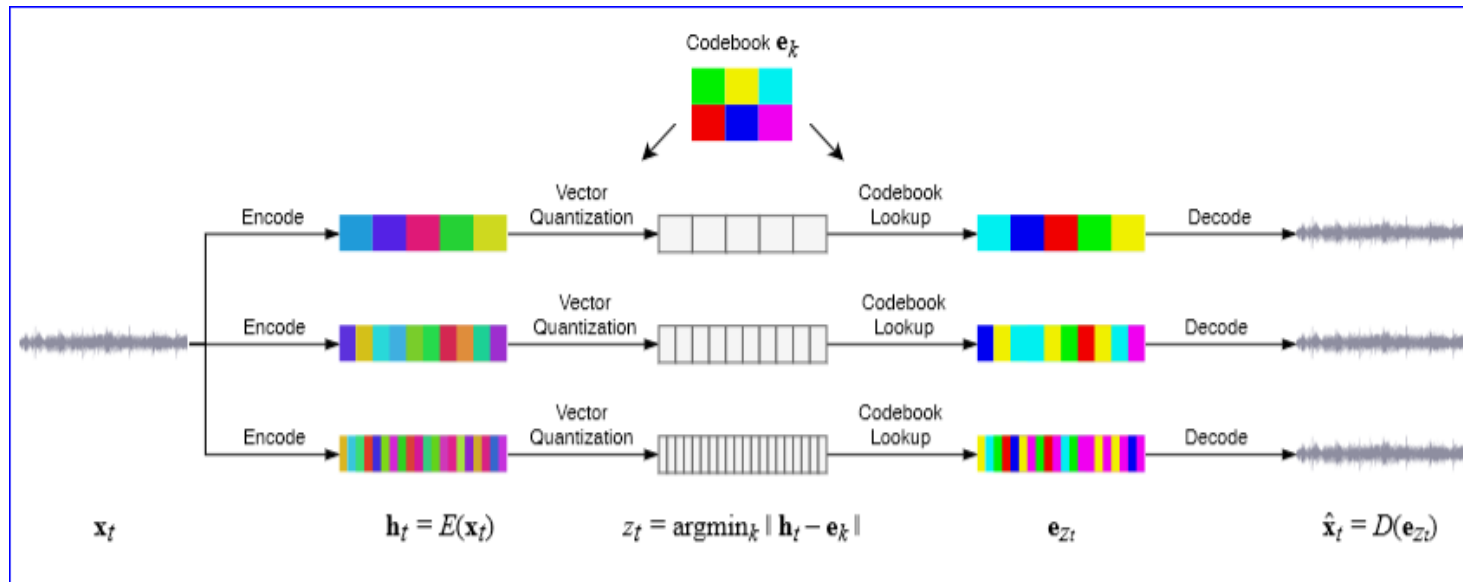 Codebook e_k
Encode
Vector
Quantization
Codebook
Lookup
Decode
Encode
Vector
Quantization
Codebook
Lookup
Decode
Encode
Vector
Quantization
Codebook
Lookup
Decode
x_t
h_t = E(x_t)
z_t = argmin_k || h_t − e_k ||
e_{z_t}
x̂_t = D(e_{z_t})